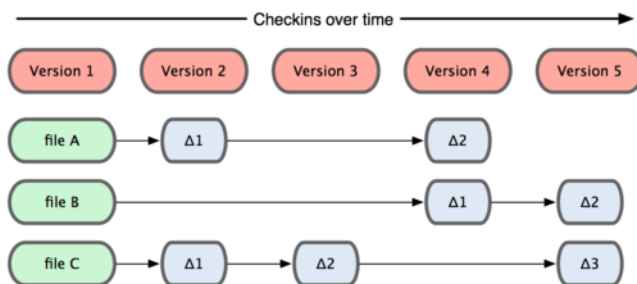 Checkins over time
Version 1 Version 2 Version 3 Version 4 Version 5
file A Δ1 Δ2
file B Δ1 Δ2
file C Δ1 Δ2 Δ3